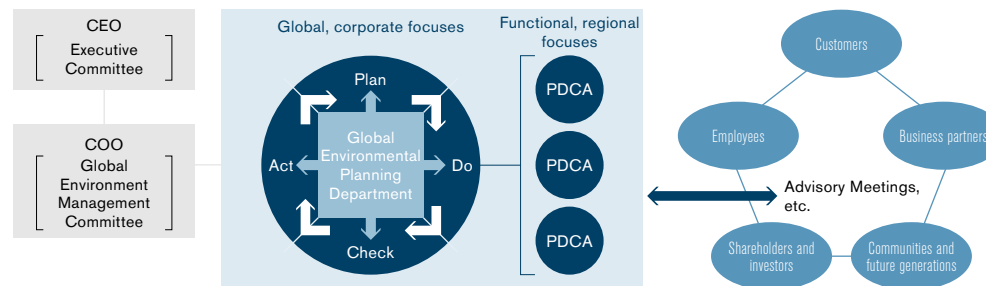 CEO
Executive
Committee
COO
Global
Environment
Management
Committee
Global, corporate focuses
Plan
Act
Global
Environmental
Planning
Department
Do
Check
Functional, regional
focuses
PDCA
PDCA
PDCA
Customers
Employees
Business partners
Advisory Meetings,
etc.
Shareholders and
investors
Communities and
future generations